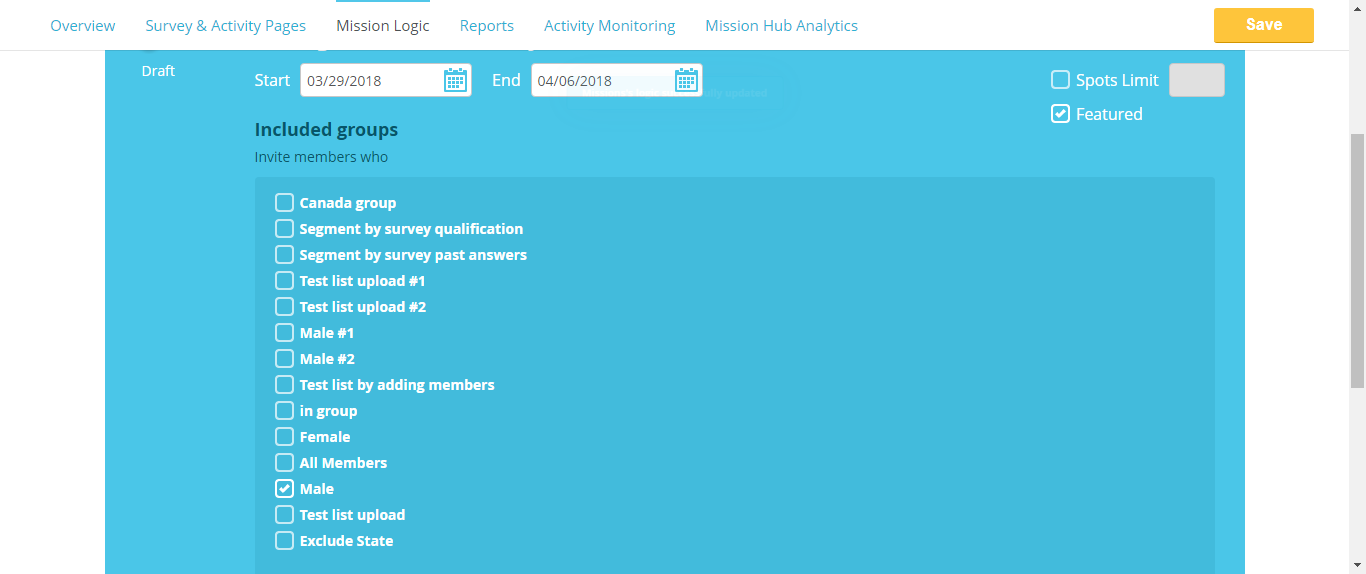 Overview Survey & Activity Pages Mission Logic Reports Activity Monitoring Mission Hub Analytics Save
Draft
Start 03/29/2018 End 04/06/2018 Spots Limit
Featured
Included groups
Invite members who
Canada group
Segment by survey qualification
Segment by survey past answers
Test list upload #1
Test list upload #2
Male #1
Male #2
Test list by adding members
in group
Female
All Members
Male
Test list upload
Exclude State